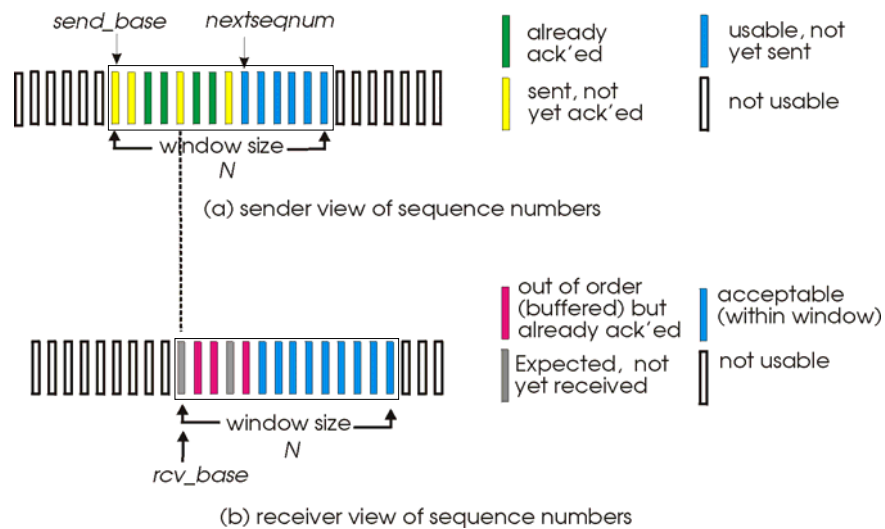 send_base
nextseqnum
already
ack'ed
usable, not
yet sent
sent, not
yet ack'ed
not usable
window size
N
(a) sender view of sequence numbers
out of order
(buffered) but
already ack'ed
acceptable
(within window)
Expected, not
yet received
not usable
window size
N
rcv_base
(b) receiver view of sequence numbers